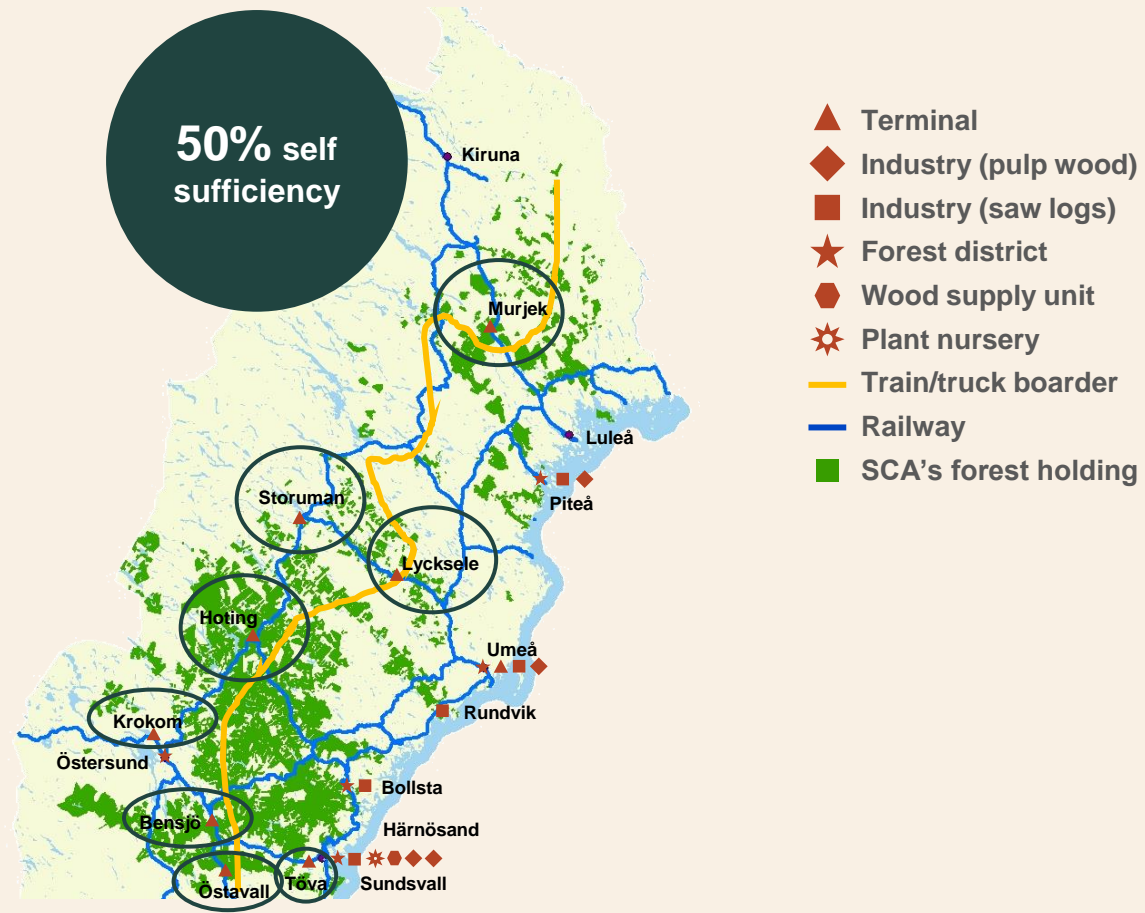 50% self
sufficiency
Kiruna
Murjek
Luleå
Piteå
Storuman
Lycksele
Hoting
Umeå
Rundvik
Krokom
Östersund
Bollsta
Bensjö
Härnösand
Östavall
Töva
Sundsvall
Terminal
Industry (pulp wood)
Industry (saw logs)
Forest district
Wood supply unit
Plant nursery
Train/truck boarder
Railway
SCA's forest holding